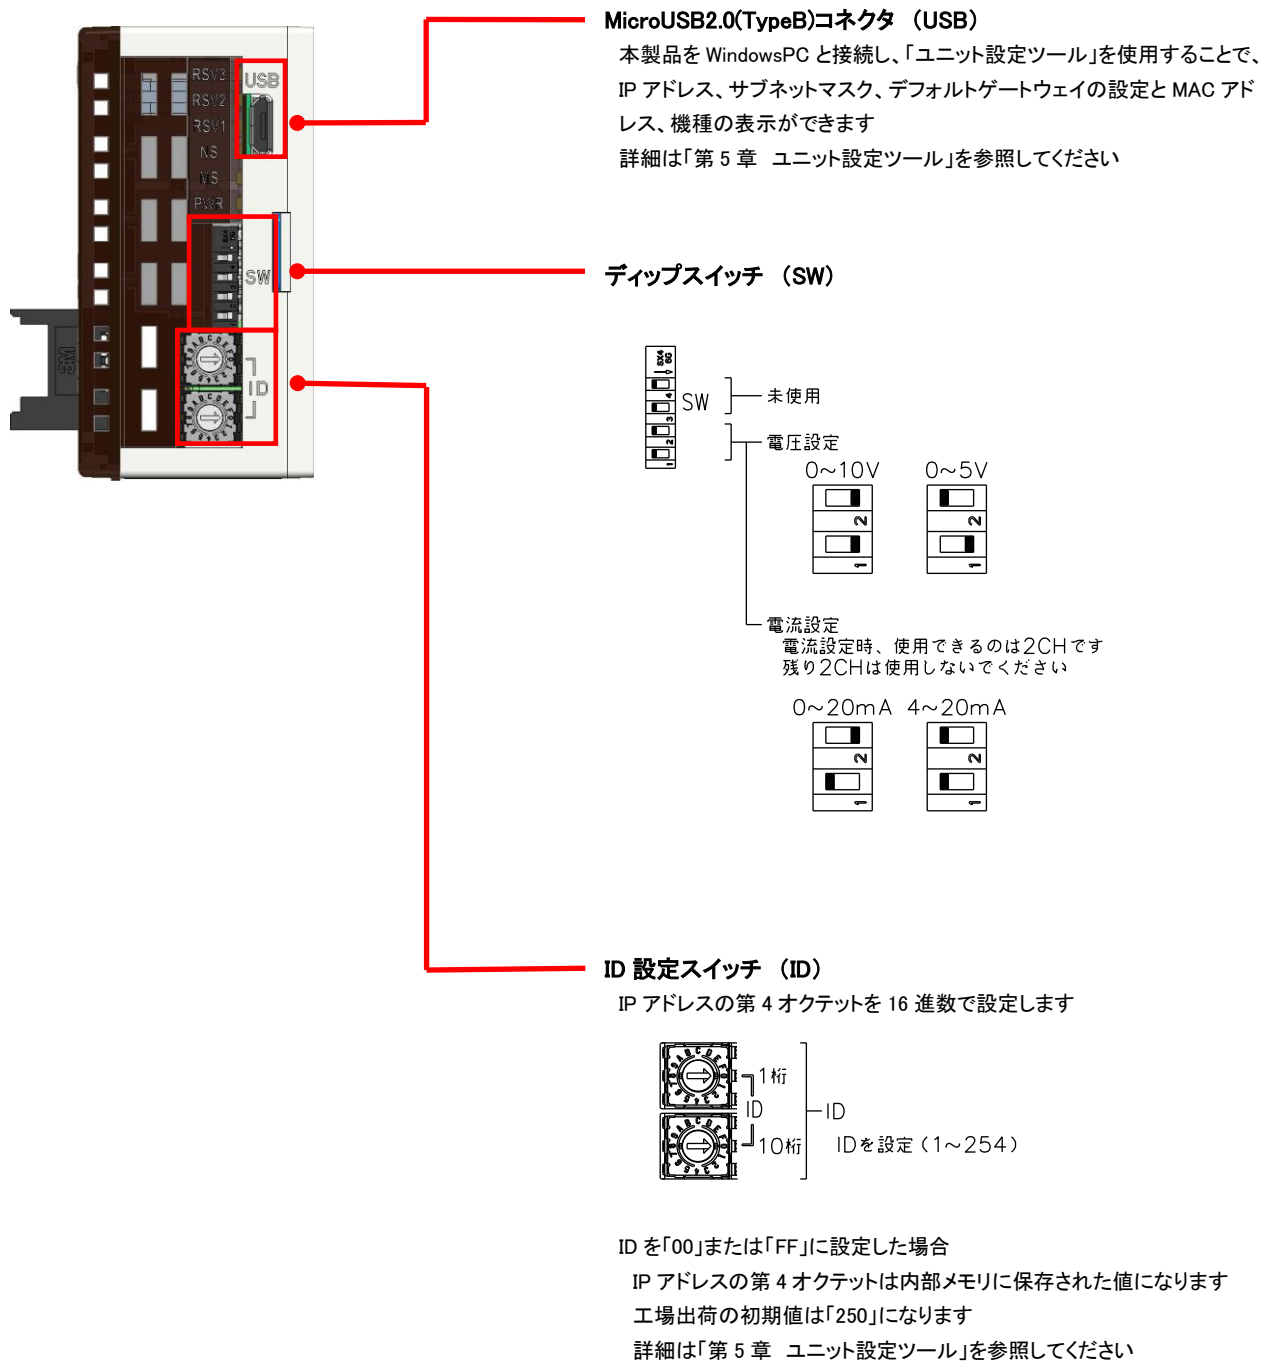 MicroUSB2.0(TypeB)コネクタ （USB）
本製品を WindowsPC と接続し、「ユニット設定ツール」を使用することで、
IP アドレス、サブネットマスク、デフォルトゲートウェイの設定と MAC アド
レス、機種の表示ができます
詳細は「第 5 章 ユニット設定ツール」を参照してください
RSV3
RSV2
RSV1
NS
MS
PWR
USB
SW
ID
3M
ディップスイッチ （SW）
SW
未使用
電圧設定
0～10V 0～5V
2 2
1 1
電流設定
電流設定時、使用できるのは2CHです
残り2CHは使用しないでください
0～20mA 4～20mA
2 2
1 1
ID 設定スイッチ （ID）
IP アドレスの第 4 オクテットを 16 進数で設定します
1桁
ID
10桁
ID
IDを設定（1～254）
ID を「00」または「FF」に設定した場合
IP アドレスの第 4 オクテットは内部メモリに保存された値になります
工場出荷の初期値は「250」になります
詳細は「第 5 章 ユニット設定ツール」を参照してください